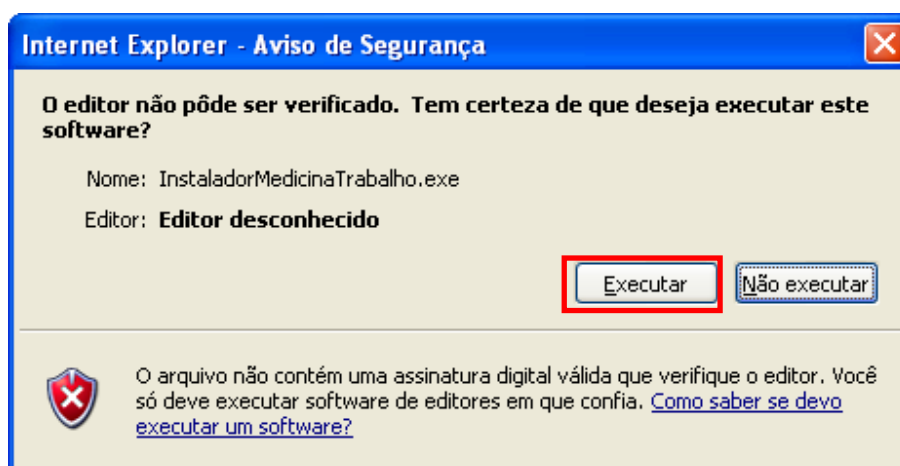 Internet Explorer - Aviso de Segurança
O editor não pôde ser verificado. Tem certeza de que deseja executar este
software?
Nome: InstaladorMedicinaTrabalho.exe
Editor: Editor desconhecido
Executar
Não executar
O arquivo não contém uma assinatura digital válida que verifique o editor. Você
só deve executar software de editores em que confia. Como saber se devo
executar um software?